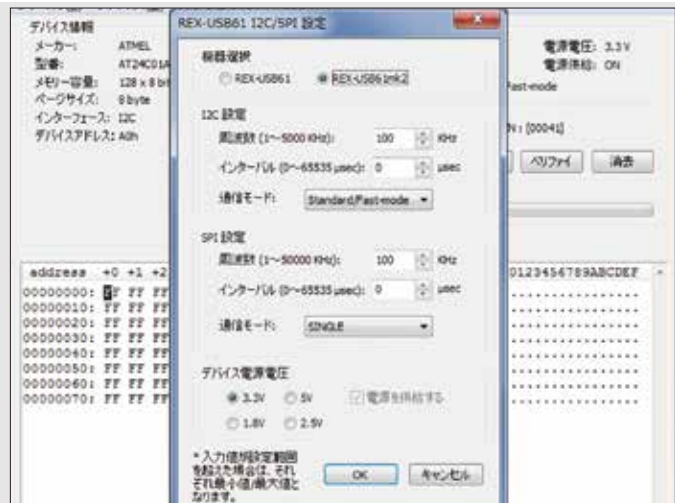 REX-USB61 I2C/SPI 設定
デバイス情報
メーカー: ATMEL
型番: AT24C01A
メモリー容量: 128 x 8 bit
ページサイズ: 8 byte
インターフェース: I2C
デバイスアドレス: A0h
電源電圧: 3.3V
電源供給: ON
Fast-mode
[00041]
ベリファイ 消去
機器選択
REX-USB61 REX-USB61mk2
I2C 設定
周波数 (1~5000 KHz): 100 KHz
インターバル (0~65535 μsec): 0 μsec
通信モード: Standard/Fast-mode
SPI 設定
周波数 (1~50000 KHz): 100 KHz
インターバル (0~65535 μsec): 0 μsec
通信モード: SINGLE
デバイス電源電圧
3.3V 5V 電源を供給する
1.8V 2.5V
* 入力値が設定範囲
を超えた場合は、それ
ぞれ最小値/最大値と
なります。
OK キャンセル
address +0 +1 +2
0123456789ABCDEF
00000000: FF FF FF ................
00000010: FF FF FF ................
00000020: FF FF FF ................
00000030: FF FF FF ................
00000040: FF FF FF ................
00000050: FF FF FF ................
00000060: FF FF FF ................
00000070: FF FF FF ................